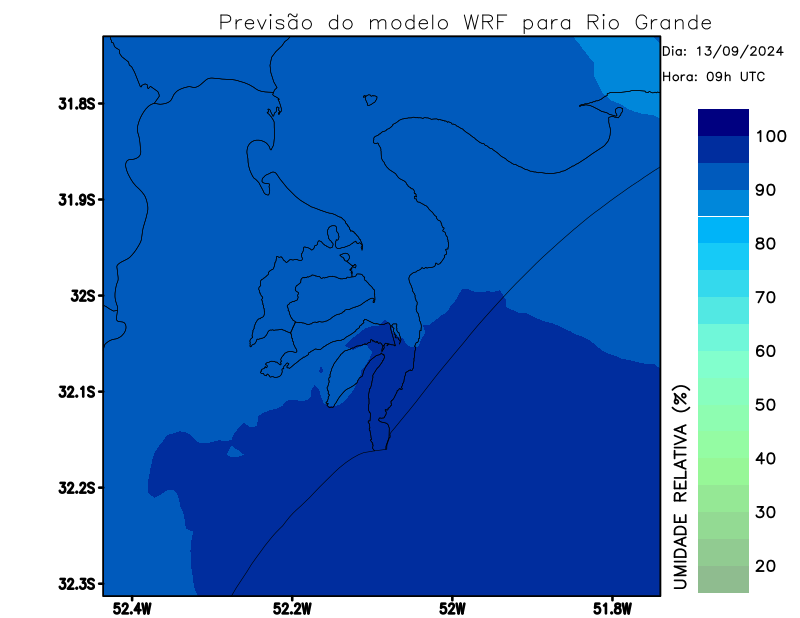 Previsão do modelo WRF para Rio Grande
Dia: 13/09/2024
Hora: 09h UTC
31.8S
31.9S
32S
32.1S
32.2S
32.3S
52.4W
52.2W
52W
51.8W
100
90
80
70
60
50
40
30
20
UMIDADE RELATIVA (%)